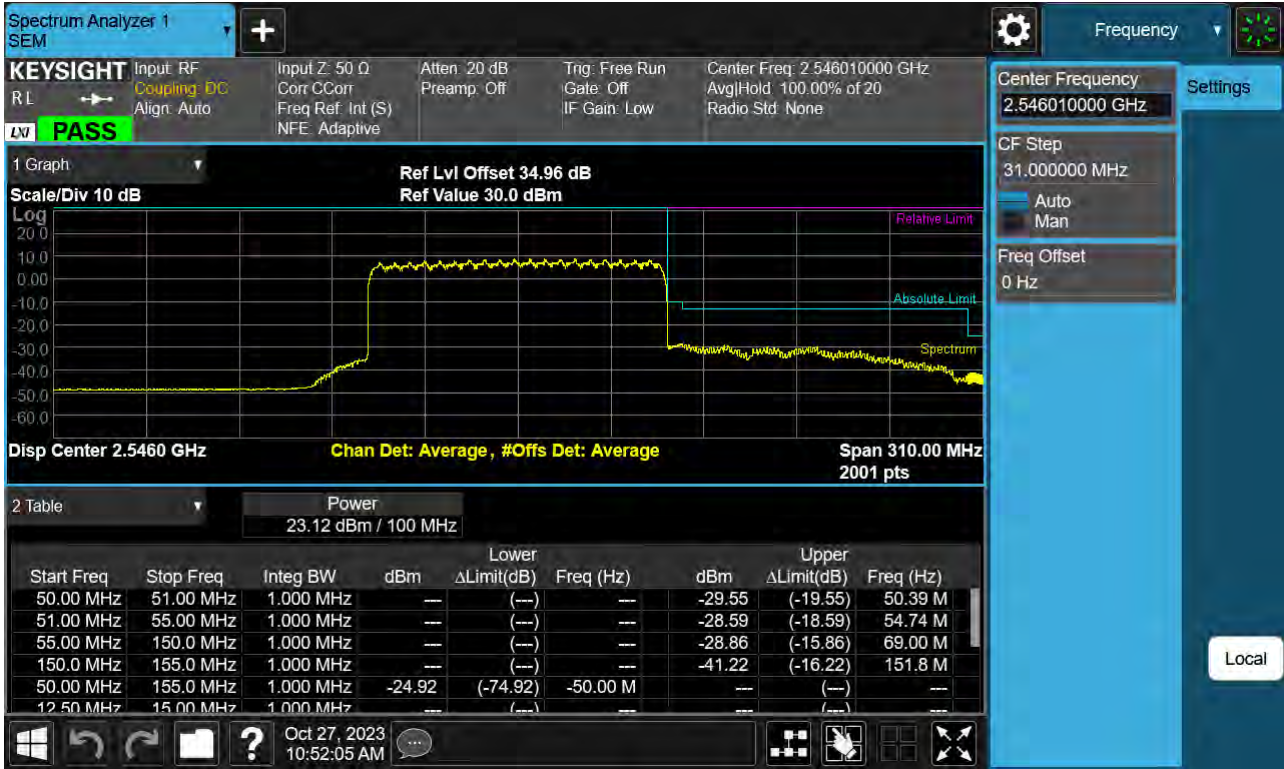 Spectrum Analyzer 1
SEM
Frequency
KEYSIGHT
R L
LXI PASS
Input: RF
Coupling: DC
Align: Auto
Input Z: 50 Ω
Corr CCorr
Freq Ref: Int (S)
NFE: Adaptive
Atten: 20 dB
Preamp: Off
Trig: Free Run
Gate: Off
IF Gain: Low
Center Freq: 2.546010000 GHz
Avg|Hold: 100.00% of 20
Radio Std: None
Center Frequency
2.546010000 GHz
Settings
CF Step
31.000000 MHz
Auto
Man
Freq Offset
0 Hz
Local
1 Graph
Scale/Div 10 dB
Ref Lvl Offset 34.96 dB
Ref Value 30.0 dBm
Log
20.0
10.0
0.00
-10.0
-20.0
-30.0
-40.0
-50.0
-60.0
Relative Limit
Absolute Limit
Spectrum
Disp Center 2.5460 GHz
Chan Det: Average, #Offs Det: Average
Span 310.00 MHz
2001 pts
2 Table
Power
23.12 dBm / 100 MHz
Lower Upper
Start Freq Stop Freq Integ BW dBm ΔLimit(dB) Freq (Hz) dBm ΔLimit(dB) Freq (Hz)
50.00 MHz 51.00 MHz 1.000 MHz --- (---) --- -29.55 (-19.55) 50.39 M
51.00 MHz 55.00 MHz 1.000 MHz --- (---) --- -28.59 (-18.59) 54.74 M
55.00 MHz 150.0 MHz 1.000 MHz --- (---) --- -28.86 (-15.86) 69.00 M
150.0 MHz 155.0 MHz 1.000 MHz --- (---) --- -41.22 (-16.22) 151.8 M
50.00 MHz 155.0 MHz 1.000 MHz -24.92 (-74.92) -50.00 M --- (---) ---
12.50 MHz 15.00 MHz 1.000 MHz --- (---) --- --- (---) ---
Oct 27, 2023
10:52:05 AM